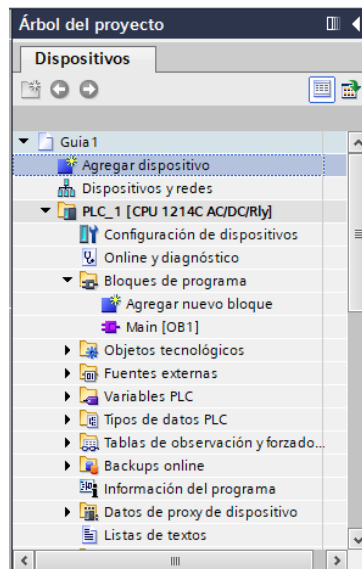 Árbol del proyecto
Dispositivos
Guia1
Agregar dispositivo
Dispositivos y redes
PLC_1 [CPU 1214C AC/DC/Rly]
Configuración de dispositivos
Online y diagnóstico
Bloques de programa
Agregar nuevo bloque
Main [OB1]
Objetos tecnológicos
Fuentes externas
Variables PLC
Tipos de datos PLC
Tablas de observación y forzado...
Backups online
Información del programa
Datos de proxy de dispositivo
Listas de textos